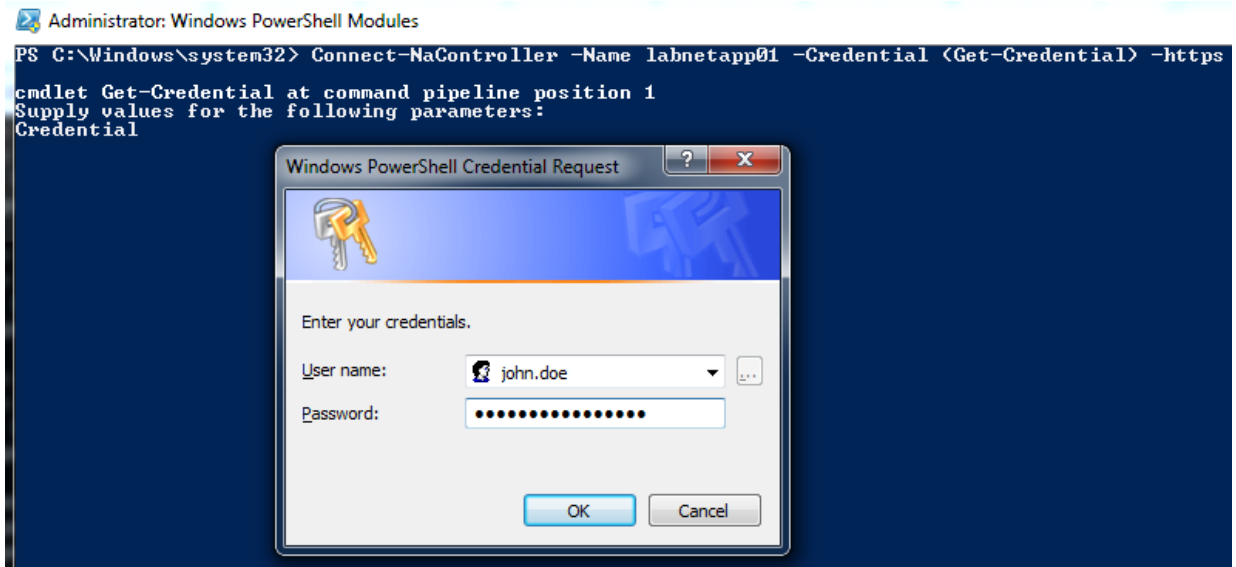 Administrator: Windows PowerShell Modules
PS C:\Windows\system32> Connect-NaController -Name labnetapp01 -Credential (Get-Credential) -https
cmdlet Get-Credential at command pipeline position 1
Supply values for the following parameters:
Credential
Windows PowerShell Credential Request
?
X
Enter your credentials.
User name:
john.doe
...
Password:
••••••••••••••••
OK
Cancel